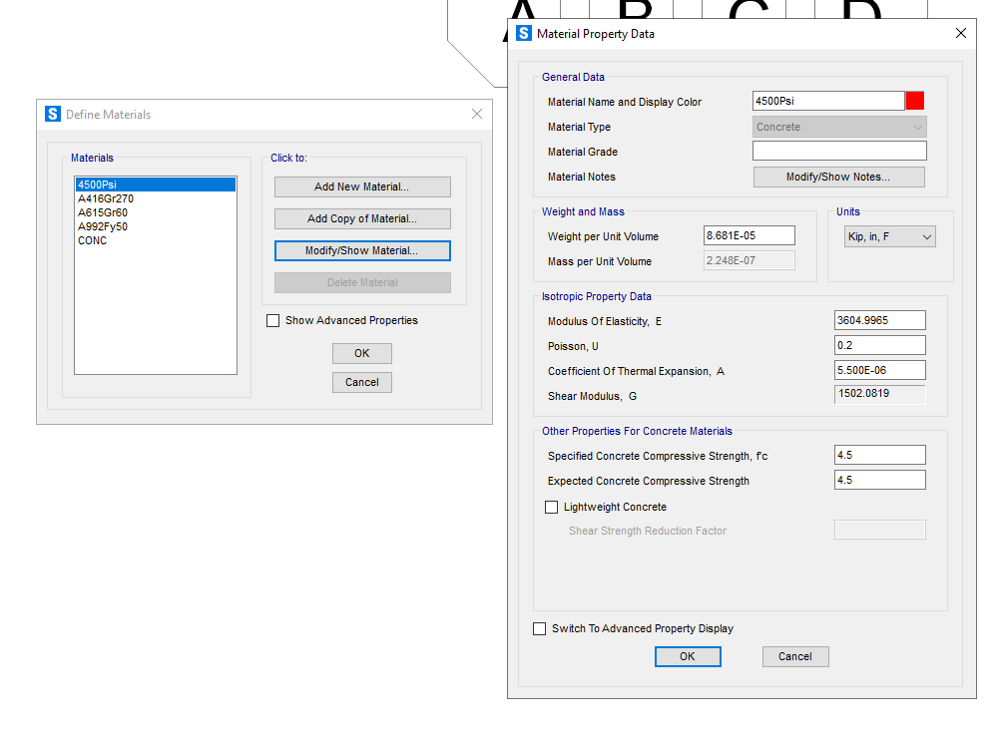 A B C D
S Material Property Data
General Data
Material Name and Display Color 4500Psi
Material Type Concrete
Material Grade
Material Notes Modify/Show Notes...
Weight and Mass
Weight per Unit Volume 8.681E-05
Mass per Unit Volume 2.248E-07
Units
Kip, in, F
Isotropic Property Data
Modulus Of Elasticity, E 3604.9965
Poisson, U 0.2
Coefficient Of Thermal Expansion, A 5.500E-06
Shear Modulus, G 1502.0819
Other Properties For Concrete Materials
Specified Concrete Compressive Strength, f'c 4.5
Expected Concrete Compressive Strength 4.5
Lightweight Concrete
Shear Strength Reduction Factor
Switch To Advanced Property Display
OK Cancel
S Define Materials
Materials
4500Psi
A416Gr270
A615Gr60
A992Fy50
CONC
Click to:
Add New Material...
Add Copy of Material...
Modify/Show Material...
Delete Material
Show Advanced Properties
OK
Cancel